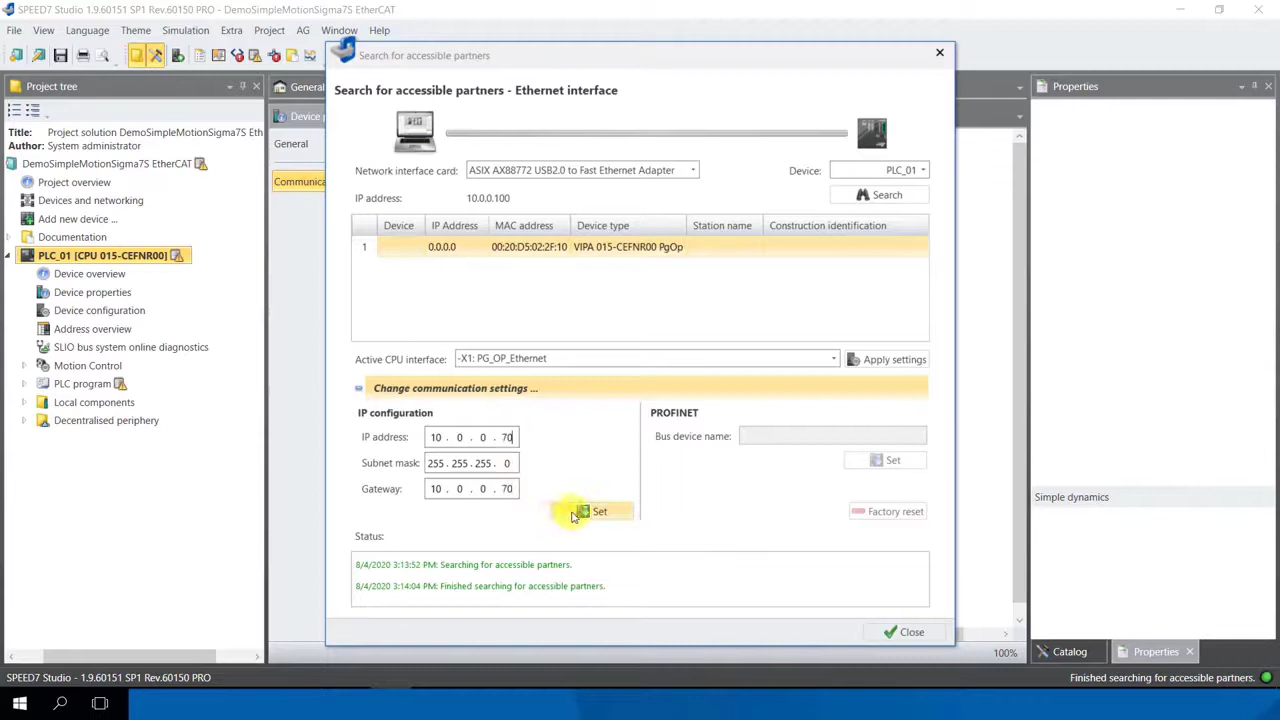 SPEED7 Studio 1.9.60151 SP1 Rev.60150 PRO - DemoSimpleMotionSigma7S EtherCAT
File View Language Theme Simulation Extra Project AG Window Help
Search for accessible partners
Project tree
General
Properties
Search for accessible partners - Ethernet interface
Device p
Title: Project solution DemoSimpleMotionSigma7S Eth
Author: System administrator
General
DemoSimpleMotionSigma7S EtherCAT
Network interface card: ASIX AX88772 USB2.0 to Fast Ethernet Adapter Device: PLC_01
Project overview
Communica
IP address: 10.0.0.100 Search
Devices and networking
Add new device ...
Device IP Address MAC address Device type Station name Construction identification
Documentation
1 0.0.0.0 00:20:D5:02:2F:10 VIPA 015-CEFNR00 PgOp
PLC_01 [CPU 015-CEFNR00]
Device overview
Device properties
Device configuration
Address overview
SLIO bus system online diagnostics
Active CPU interface: -X1: PG_OP_Ethernet Apply settings
Motion Control
PLC program
Change communication settings ...
Local components
IP configuration PROFINET
Decentralised periphery
IP address: 10 . 0 . 0 . 70 Bus device name:
Subnet mask: 255 . 255 . 255 . 0 Set
Gateway: 10 . 0 . 0 . 70
Simple dynamics
Set Factory reset
Status:
8/4/2020 3:13:52 PM: Searching for accessible partners.
8/4/2020 3:14:04 PM: Finished searching for accessible partners.
Close
100%
Catalog Properties
SPEED7 Studio 1.9.60151 SP1 Rev.60150 PRO
Finished searching for accessible partners.